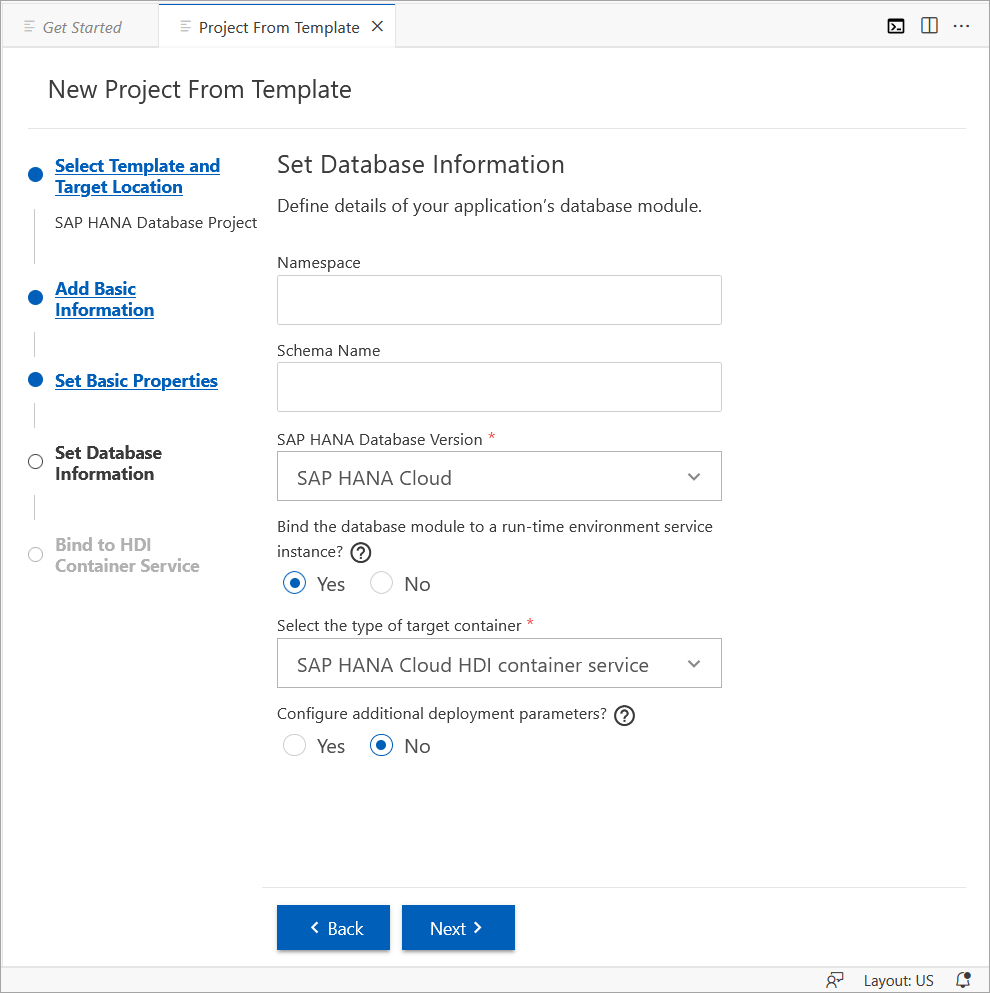 Get Started
Project From Template
New Project From Template
Select Template and
Target Location
SAP HANA Database Project
Add Basic
Information
Set Basic Properties
Set Database
Information
Bind to HDI
Container Service
Set Database Information
Define details of your application’s database module.
Namespace
Schema Name
SAP HANA Database Version *
SAP HANA Cloud
Bind the database module to a run-time environment service
instance? ?
Yes No
Select the type of target container *
SAP HANA Cloud HDI container service
Configure additional deployment parameters? ?
Yes No
Back Next
Layout: US